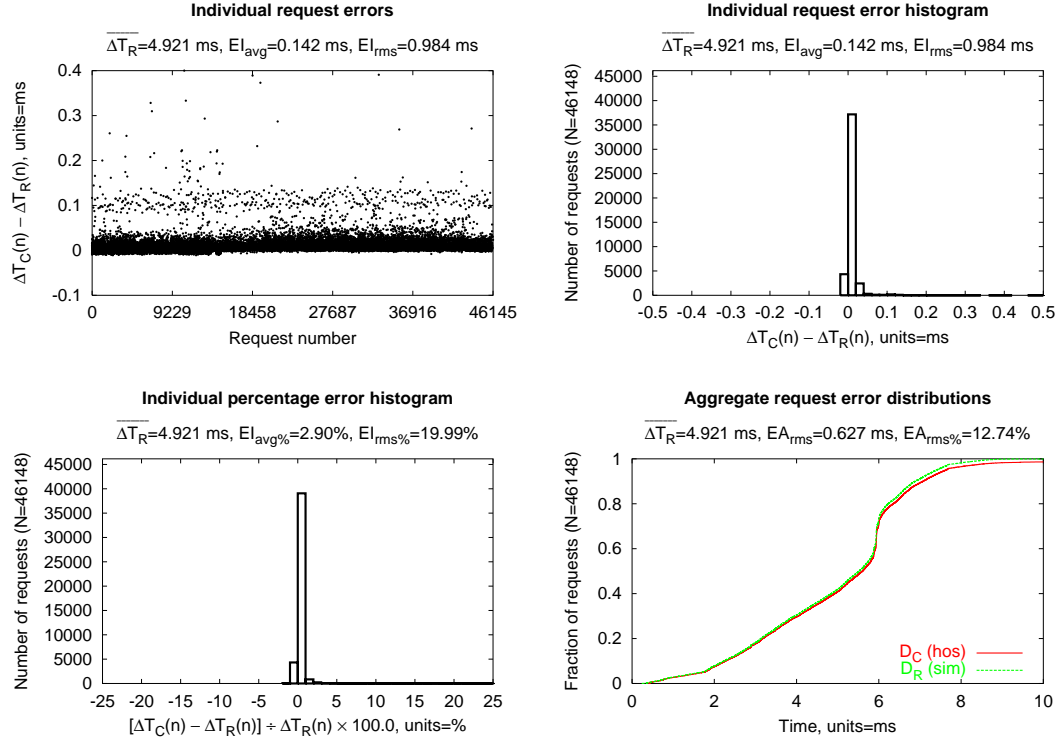 Individual request errors
ΔT_R=4.921 ms, EI_avg=0.142 ms, EI_rms=0.984 ms
ΔT_C(n) − ΔT_R(n), units=ms
0.4
0.3
0.2
0.1
0
-0.1
0 9229 18458 27687 36916 46145
Request number
Individual request error histogram
ΔT_R=4.921 ms, EI_avg=0.142 ms, EI_rms=0.984 ms
Number of requests (N=46148)
45000
40000
35000
30000
25000
20000
15000
10000
5000
0
-0.5 -0.4 -0.3 -0.2 -0.1 0 0.1 0.2 0.3 0.4 0.5
ΔT_C(n) − ΔT_R(n), units=ms
Individual percentage error histogram
ΔT_R=4.921 ms, EI_avg%=2.90%, EI_rms%=19.99%
Number of requests (N=46148)
45000
40000
35000
30000
25000
20000
15000
10000
5000
0
-25 -20 -15 -10 -5 0 5 10 15 20 25
[ΔT_C(n) − ΔT_R(n)] ÷ ΔT_R(n) × 100.0, units=%
Aggregate request error distributions
ΔT_R=4.921 ms, EA_rms=0.627 ms, EA_rms%=12.74%
Fraction of requests (N=46148)
1
0.8
0.6
0.4
0.2
0
D_C (hos)
D_R (sim)
0 2 4 6 8 10
Time, units=ms